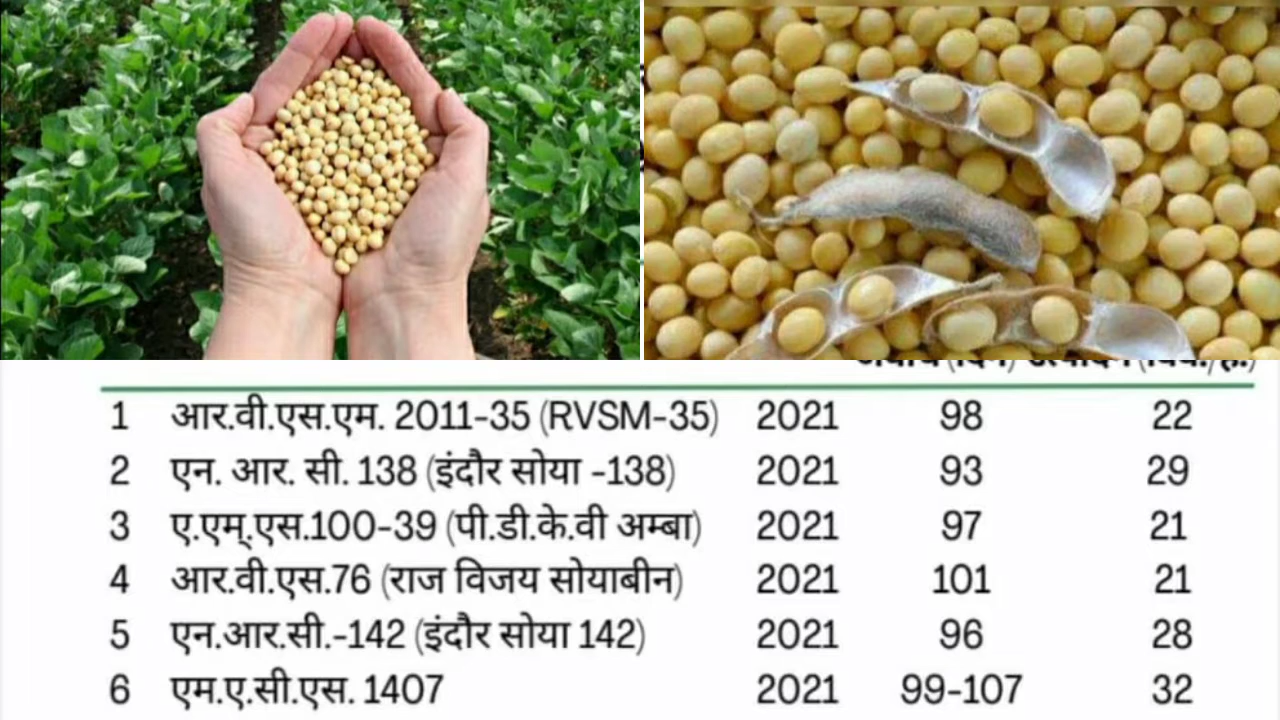 1 आर.वी.एस.एम. 2011-35 (RVSM-35) 2021 98 22
2 एन. आर. सी. 138 (इंदौर सोया -138) 2021 93 29
3 ए.एम्.एस.100-39 (पी.डी.के.वी अम्बा) 2021 97 21
4 आर.वी.एस.76 (राज विजय सोयाबीन) 2021 101 21
5 एन.आर.सी.-142 (इंदौर सोया 142) 2021 96 28
6 एम.ए.सी.एस. 1407 2021 99-107 32